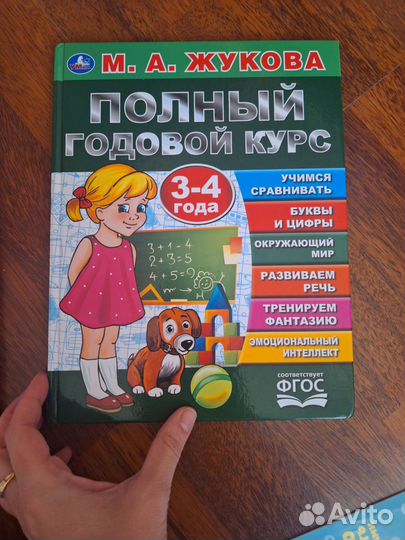 УМка
М. А. ЖУКОВА
ПОЛНЫЙ
ГОДОВОЙ КУРС
3-4
года
УЧИМСЯ
СРАВНИВАТЬ
БУКВЫ
И ЦИФРЫ
ОКРУЖАЮЩИЙ
МИР
РАЗВИВАЕМ
РЕЧЬ
ТРЕНИРУЕМ
ФАНТАЗИЮ
ЭМОЦИОНАЛЬНЫЙ
ИНТЕЛЛЕКТ
3+1-4
2+3=5
4+5=?
соответствует
ФГОС
Avito